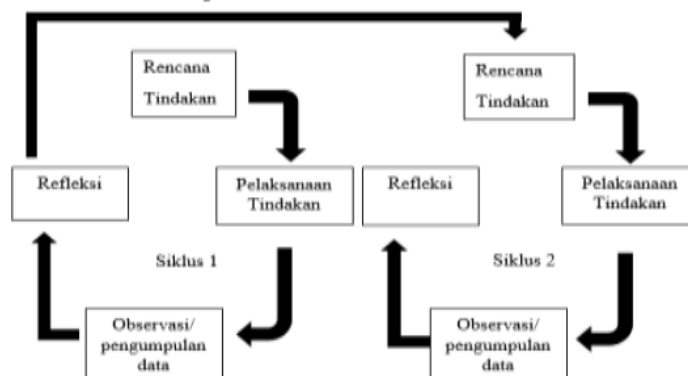 Rencana
Tindakan
Refleksi
Pelaksanaan
Tindakan
Siklus 1
Observasi/
pengumpulan
data
Rencana
Tindakan
Refleksi
Pelaksanaan
Tindakan
Siklus 2
Observasi/
pengumpulan
data